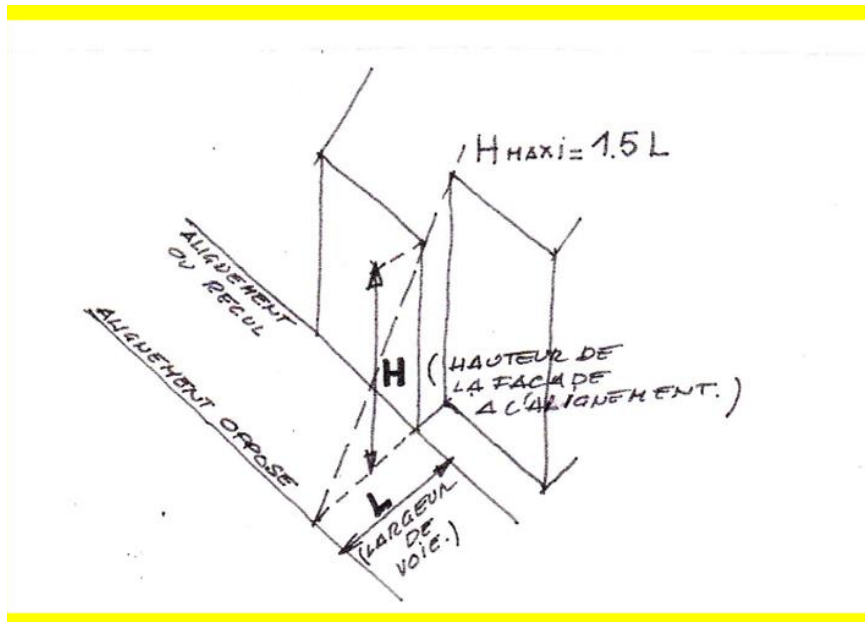 H MAXI = 1.5 L
ALIGNEMENT
OU RECUL
ALIGNEMENT OPPOSE
H
(HAUTEUR DE
LA FAÇADE
A L'ALIGNEMENT.)
L
(LARGEUR
DE
VOIE.)